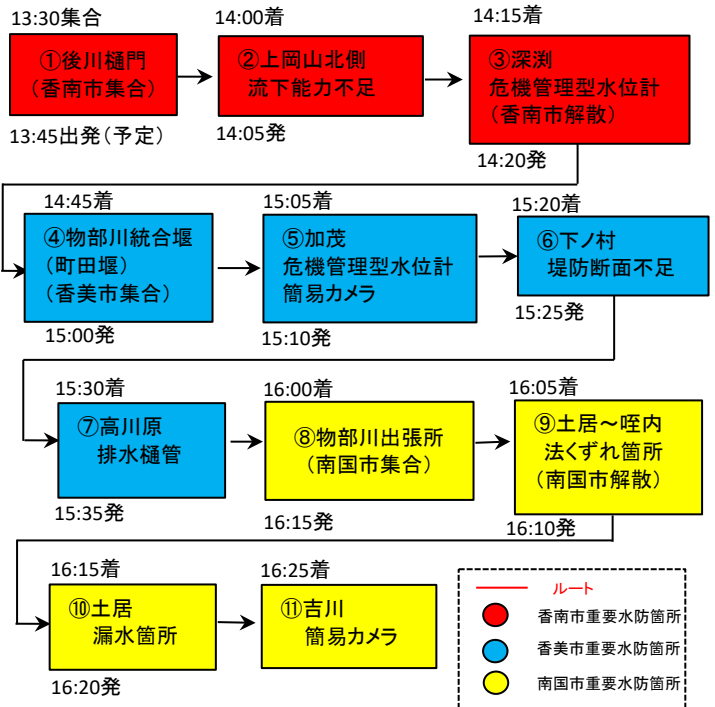 13:30集合
14:00着
14:15着
①後川樋門
(香南市集合)
②上岡山北側
流下能力不足
③深渕
危機管理型水位計
(香南市解散)
13:45出発(予定)
14:05発
14:20発
14:45着
15:05着
15:20着
④物部川統合堰
(町田堰)
(香美市集合)
⑤加茂
危機管理型水位計
簡易カメラ
⑥下ノ村
堤防断面不足
15:00発
15:10発
15:25発
15:30着
16:00着
16:05着
⑦高川原
排水樋管
⑧物部川出張所
(南国市集合)
⑨土居～咥内
法くずれ箇所
(南国市解散)
15:35発
16:15発
16:10発
16:15着
16:25着
⑩土居
漏水箇所
⑪吉川
簡易カメラ
16:20発
ルート
香南市重要水防箇所
香美市重要水防箇所
南国市重要水防箇所